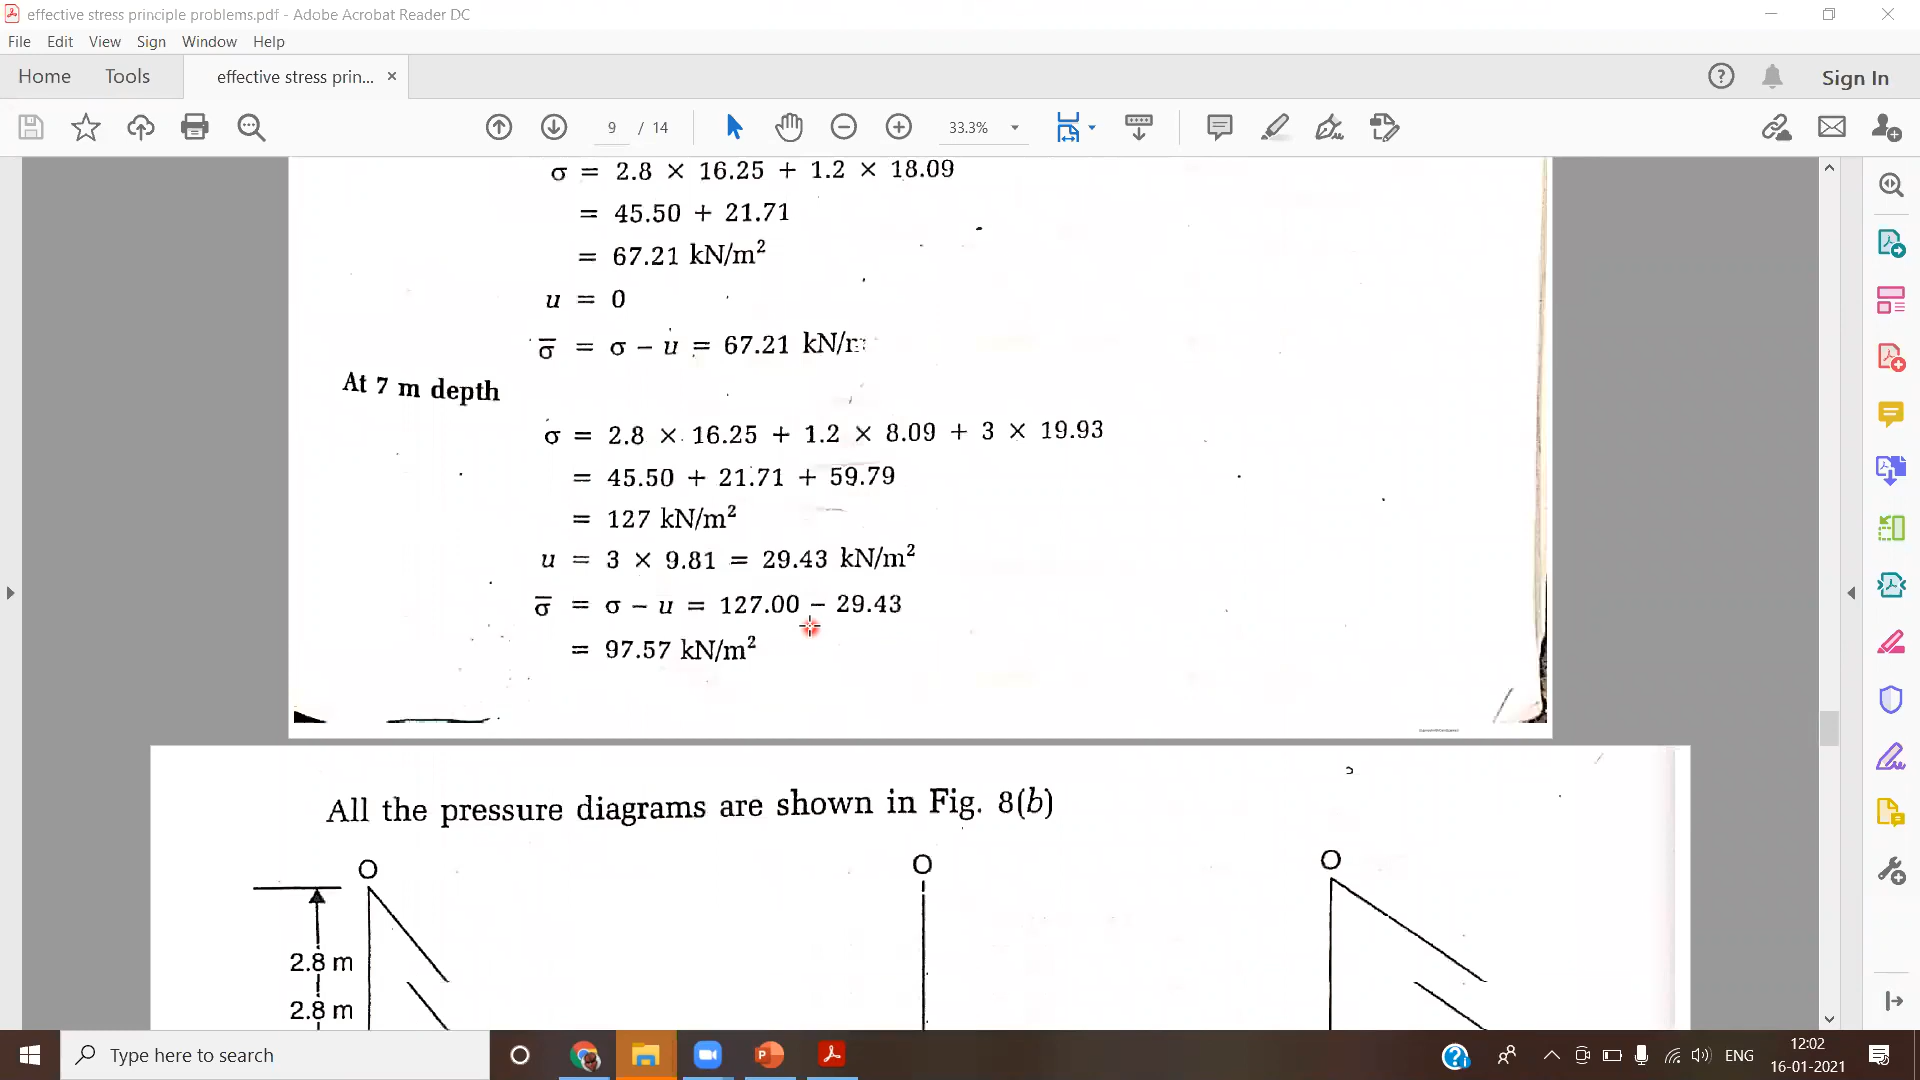 effective stress principle problems.pdf - Adobe Acrobat Reader DC
File Edit View Sign Window Help
Home Tools effective stress prin... × Sign In
9 / 14 33.3%
σ = 2.8 × 16.25 + 1.2 × 18.09
= 45.50 + 21.71
= 67.21 kN/m²
u = 0
σ̅ = σ – u = 67.21 kN/m
At 7 m depth
σ = 2.8 × 16.25 + 1.2 × 8.09 + 3 × 19.93
= 45.50 + 21.71 + 59.79
= 127 kN/m²
u = 3 × 9.81 = 29.43 kN/m²
σ̅ = σ – u = 127.00 – 29.43
= 97.57 kN/m²
All the pressure diagrams are shown in Fig. 8(b)
O O O
2.8 m
2.8 m
Type here to search
ENG
12:02
16-01-2021